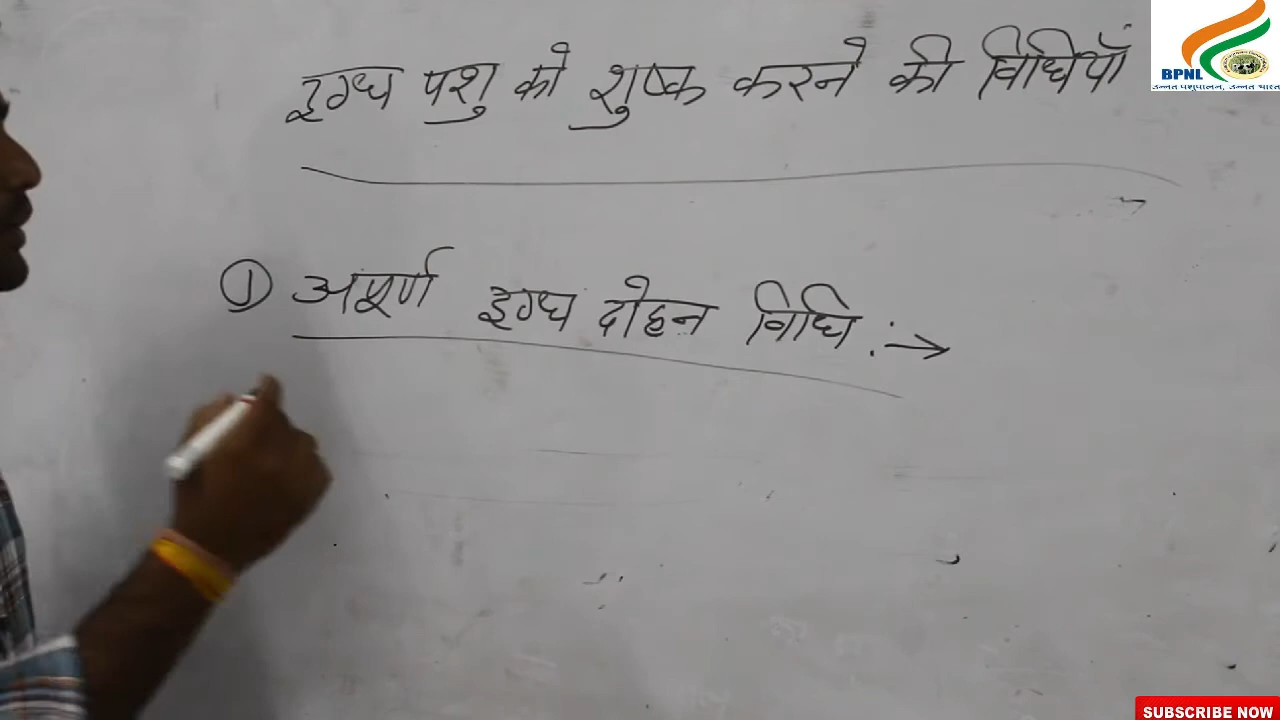 दुग्ध पशु को शुष्क करने की विधियाँ
① अपूर्ण दुग्ध दोहन विधि :→
BPNL
उन्नत पशुपालन, उन्नत भारत
SUBSCRIBE NOW